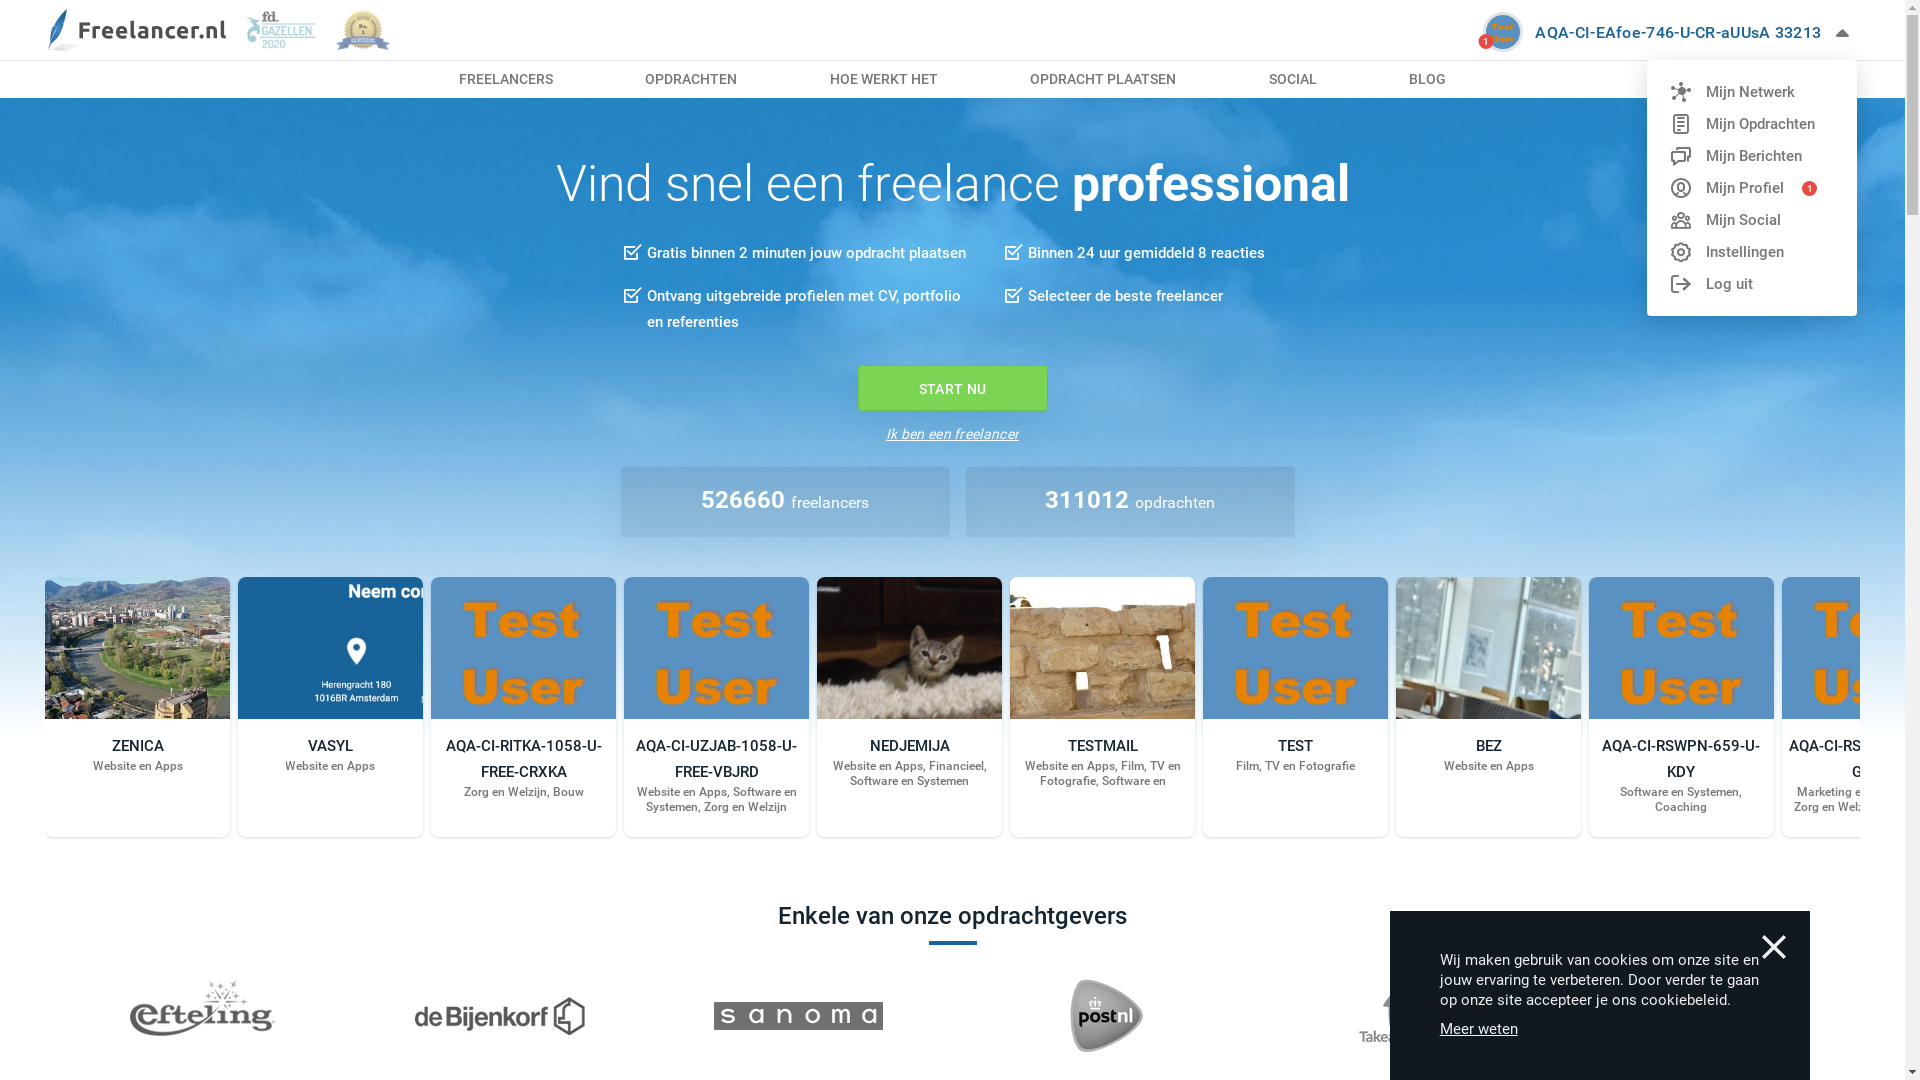 Freelancer.nl
fd.
GAZELLEN
2020
No.
1
Test
User
1
AQA-CI-EAfoe-746-U-CR-aUUsA 33213
FREELANCERS
OPDRACHTEN
HOE WERKT HET
OPDRACHT PLAATSEN
SOCIAL
BLOG
Mijn Netwerk
Mijn Opdrachten
Mijn Berichten
Mijn Profiel 1
Mijn Social
Instellingen
Log uit
Vind snel een freelance professional
Gratis binnen 2 minuten jouw opdracht plaatsen
Binnen 24 uur gemiddeld 8 reacties
Ontvang uitgebreide profielen met CV, portfolio
en referenties
Selecteer de beste freelancer
START NU
Ik ben een freelancer
526660 freelancers
311012 opdrachten
ZENICA
Website en Apps
Neem con
Herengracht 180
1016BR Amsterdam
VASYL
Website en Apps
Test
User
AQA-CI-RITKA-1058-U-
FREE-CRXKA
Zorg en Welzijn, Bouw
Test
User
AQA-CI-UZJAB-1058-U-
FREE-VBJRD
Website en Apps, Software en
Systemen, Zorg en Welzijn
NEDJEMIJA
Website en Apps, Financieel,
Software en Systemen
TESTMAIL
Website en Apps, Film, TV en
Fotografie, Software en
Test
User
TEST
Film, TV en Fotografie
BEZ
Website en Apps
Test
User
AQA-CI-RSWPN-659-U-
KDY
Software en Systemen,
Coaching
Te
Us
AQA-CI-RS
G
Marketing e
Zorg en Welz
Enkele van onze opdrachtgevers
efteling
de Bijenkorf
sanoma
postnl
Takea
Wij maken gebruik van cookies om onze site en
jouw ervaring te verbeteren. Door verder te gaan
op onze site accepteer je ons cookiebeleid.
Meer weten